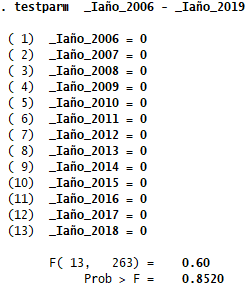 . testparm _Iaño_2006 - _Iaño_2019
( 1) _Iaño_2006 = 0
( 2) _Iaño_2007 = 0
( 3) _Iaño_2008 = 0
( 4) _Iaño_2009 = 0
( 5) _Iaño_2010 = 0
( 6) _Iaño_2011 = 0
( 7) _Iaño_2012 = 0
( 8) _Iaño_2013 = 0
( 9) _Iaño_2014 = 0
(10) _Iaño_2015 = 0
(11) _Iaño_2016 = 0
(12) _Iaño_2017 = 0
(13) _Iaño_2018 = 0
F( 13, 263) = 0.60
Prob > F = 0.8520